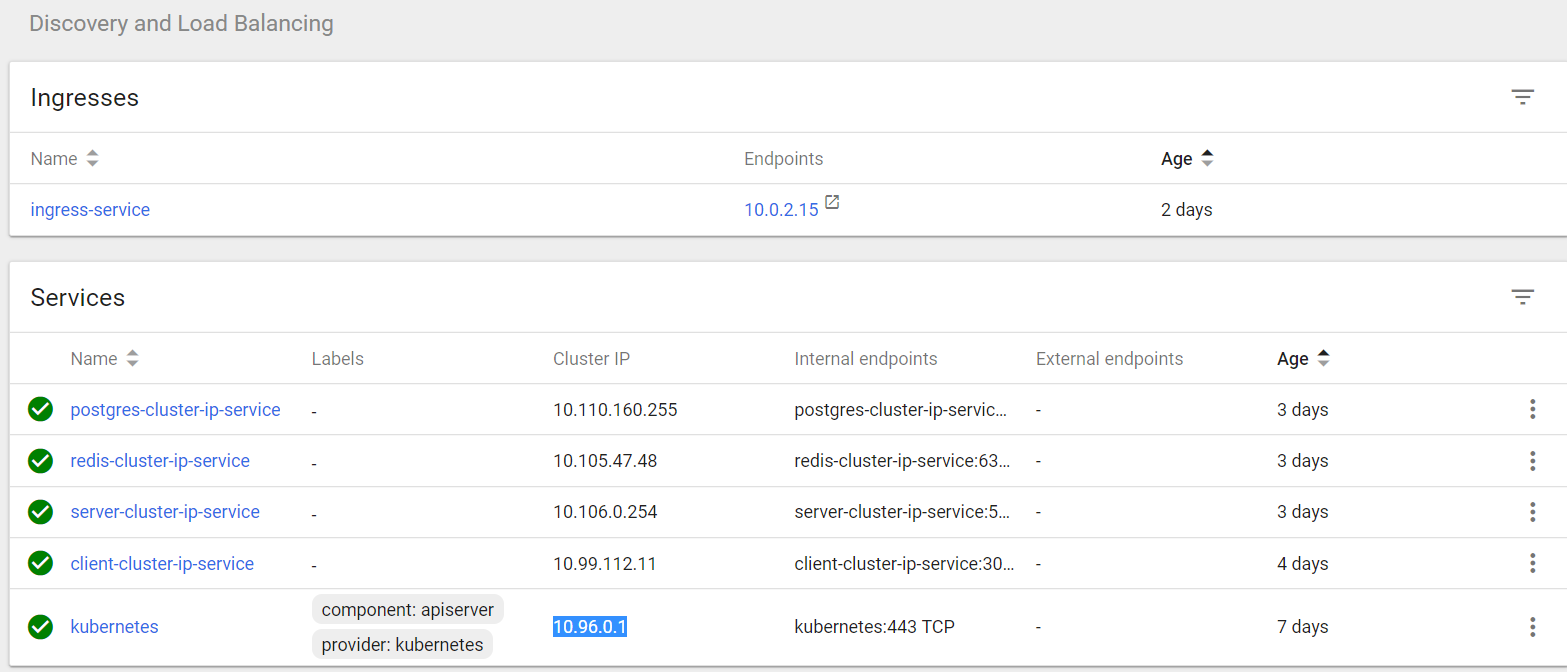 Discovery and Load Balancing
Ingresses
Name Endpoints Age
ingress-service 10.0.2.15 2 days
Services
Name Labels Cluster IP Internal endpoints External endpoints Age
postgres-cluster-ip-service - 10.110.160.255 postgres-cluster-ip-servic... - 3 days
redis-cluster-ip-service - 10.105.47.48 redis-cluster-ip-service:63... - 3 days
server-cluster-ip-service - 10.106.0.254 server-cluster-ip-service:5... - 3 days
client-cluster-ip-service - 10.99.112.11 client-cluster-ip-service:30... - 4 days
component: apiserver
kubernetes 10.96.0.1 kubernetes:443 TCP - 7 days
provider: kubernetes